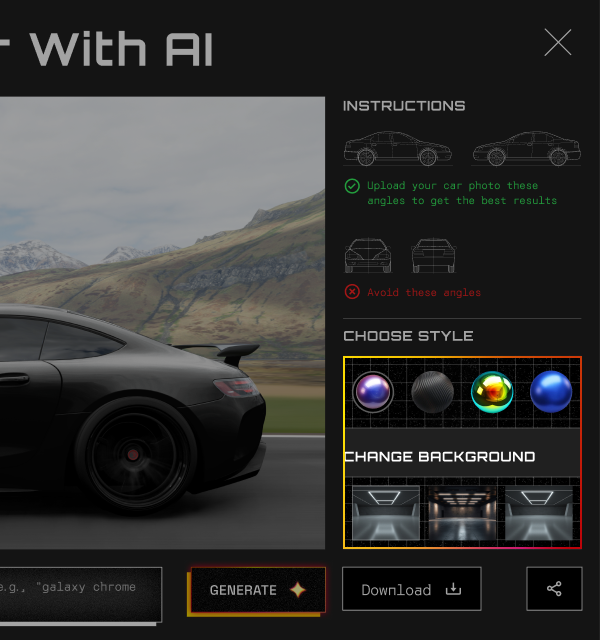 With AI
INSTRUCTIONS
Upload your car photo these
angles to get the best results
Avoid these angles
CHOOSE STYLE
CHANGE BACKGROUND
e.g., "galaxy chrome
GENERATE
Download